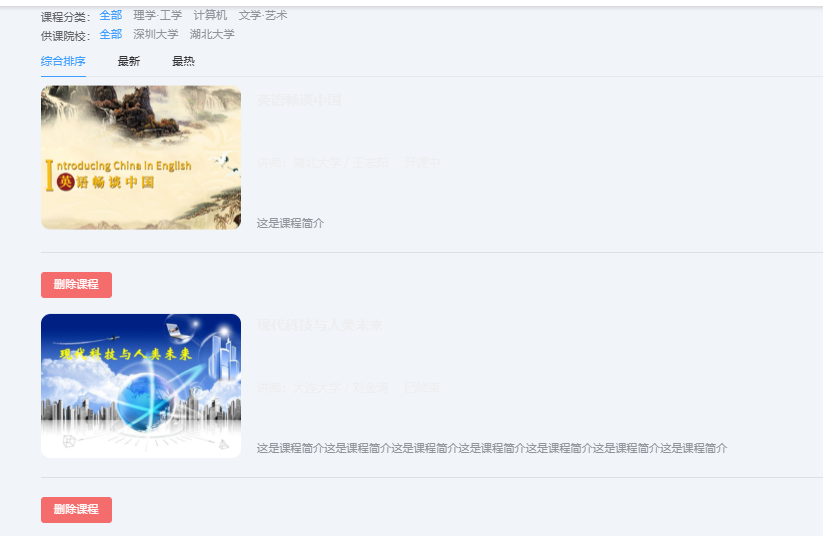 课程分类： 全部 理学·工学 计算机 文学·艺术
供课院校： 全部 深圳大学 湖北大学
综合排序 最新 最热
英语畅谈中国
Introducing China in English
英语畅谈中国
讲师：湖北大学 /
这是课程简介
删除课程
现代科技与人类未来
现代科技与人类未来
讲师：大连大学 /
这是课程简介这是课程简介这是课程简介这是课程简介这是课程简介这是课程简介这是课程简介
删除课程